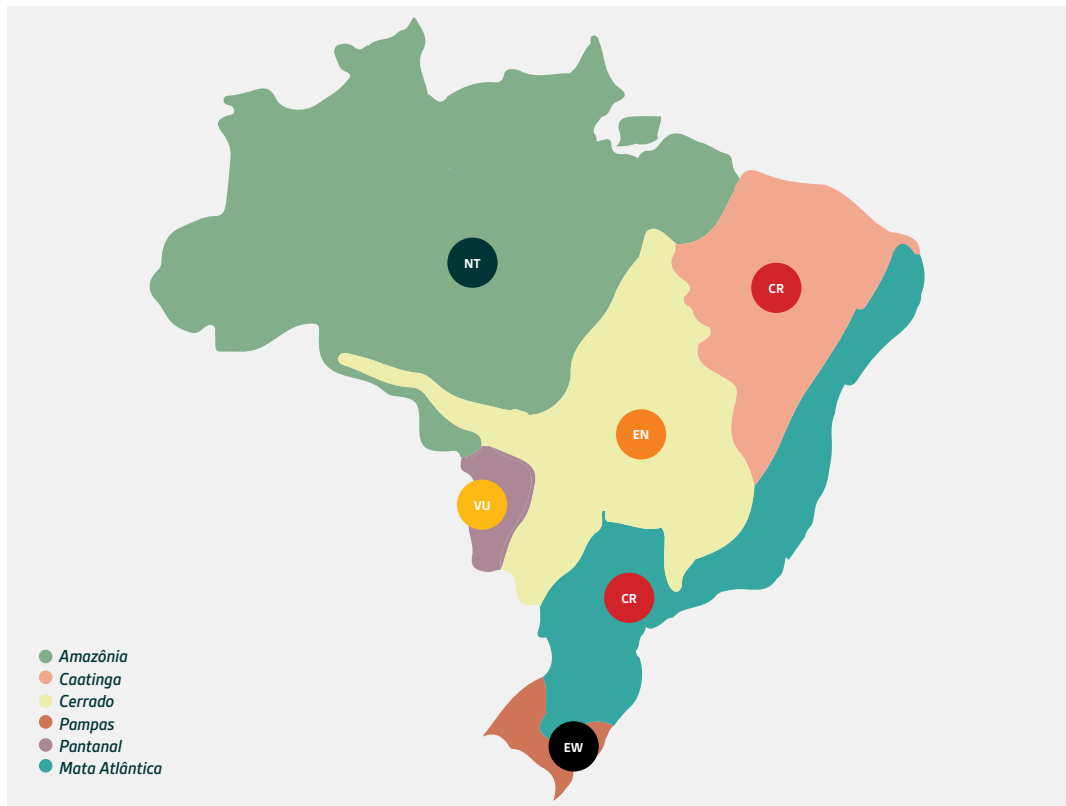 NT
CR
EN
VU
CR
EW
Amazônia
Caatinga
Cerrado
Pampas
Pantanal
Mata Atlântica